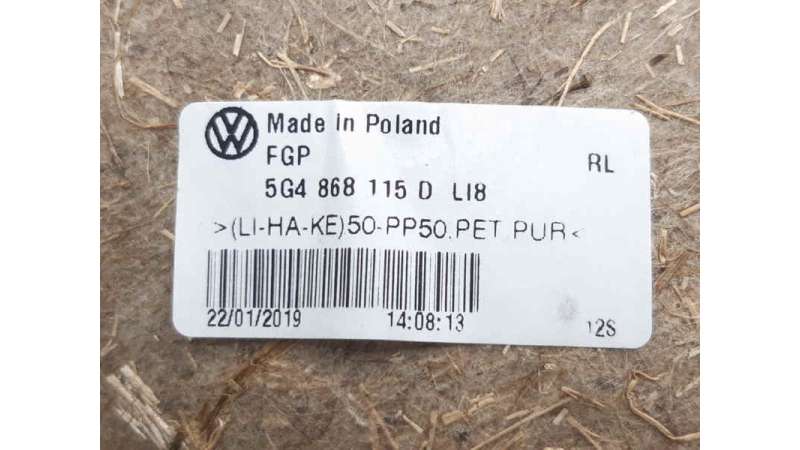 Made in Poland
FGP RL
5G4 868 115 D LI8
>(LI-HA-KE)50-PP50.PET PUR<
22/01/2019 14:08:13 12S